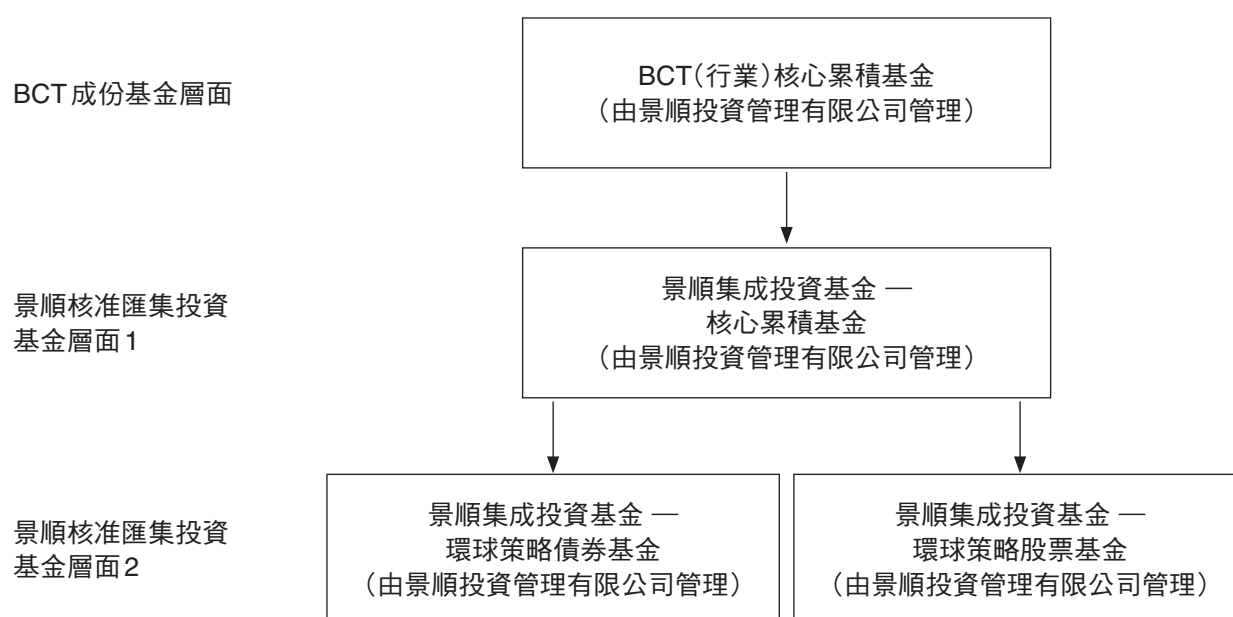 BCT成份基金層面
BCT(行業)核心累積基金
(由景順投資管理有限公司管理)
景順核准匯集投資
基金層面1
景順集成投資基金 —
核心累積基金
(由景順投資管理有限公司管理)
景順核准匯集投資
基金層面2
景順集成投資基金 —
環球策略債券基金
(由景順投資管理有限公司管理)
景順集成投資基金 —
環球策略股票基金
(由景順投資管理有限公司管理)